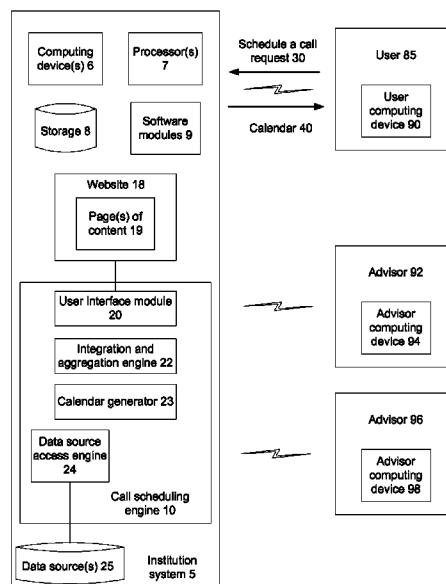 Computing
device(s) 6
Processor(s)
7
Storage 8
Software
modules 9
Website 18
Page(s) of
content 19
User Interface module
20
Integration and
aggregation engine 22
Calendar generator 23
Data source
access engine
24
Call scheduling
engine 10
Data source(s) 25
Institution
system 5
Schedule a call
request 30
Calendar 40
User 85
User
computing
device 90
Advisor 92
Advisor
computing
device 94
Advisor 96
Advisor
computing
device 98